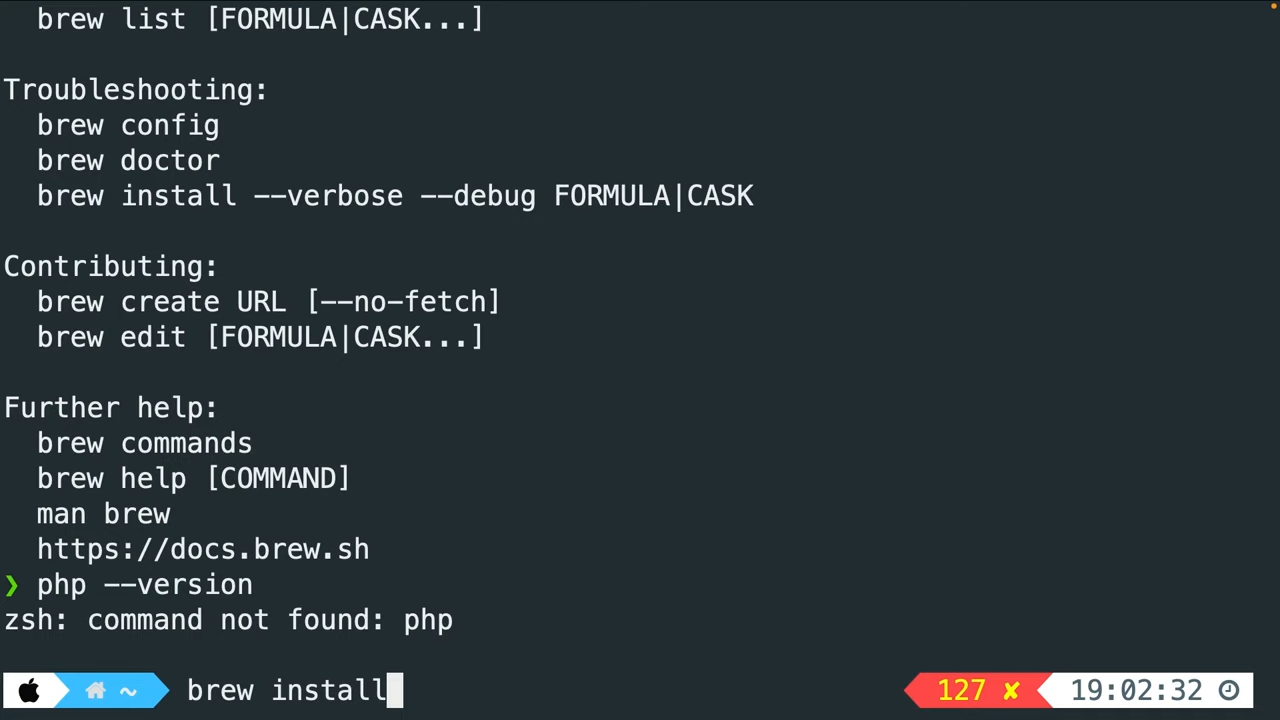 brew list [FORMULA|CASK...]
Troubleshooting:
brew config
brew doctor
brew install --verbose --debug FORMULA|CASK
Contributing:
brew create URL [--no-fetch]
brew edit [FORMULA|CASK...]
Further help:
brew commands
brew help [COMMAND]
man brew
https://docs.brew.sh
❯ php --version
zsh: command not found: php
~ brew install 127 ✘ 19:02:32